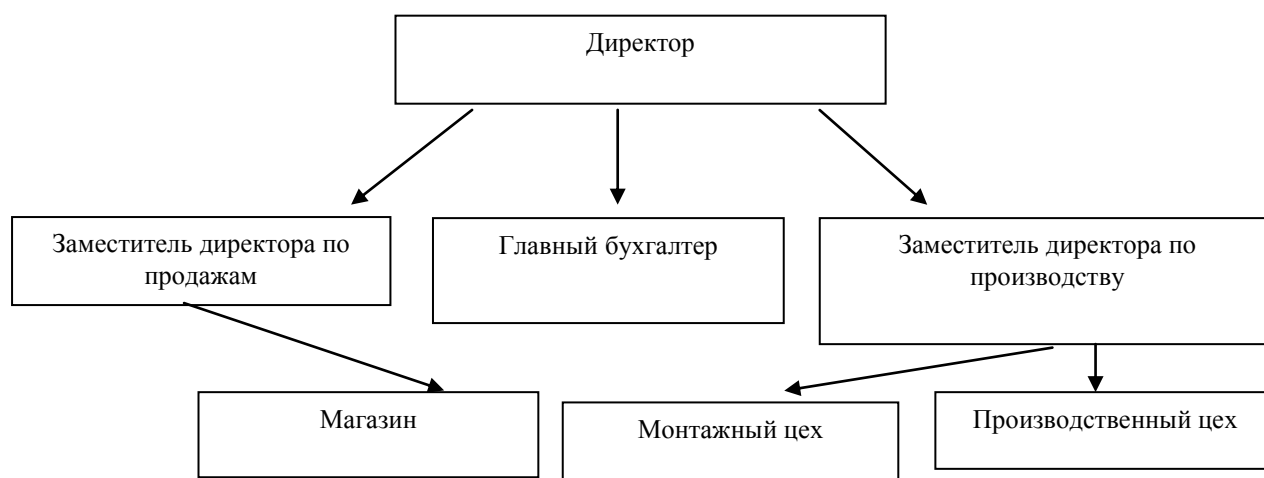 Директор
Заместитель директора по
продажам
Главный бухгалтер
Заместитель директора по
производству
Магазин
Монтажный цех
Производственный цех